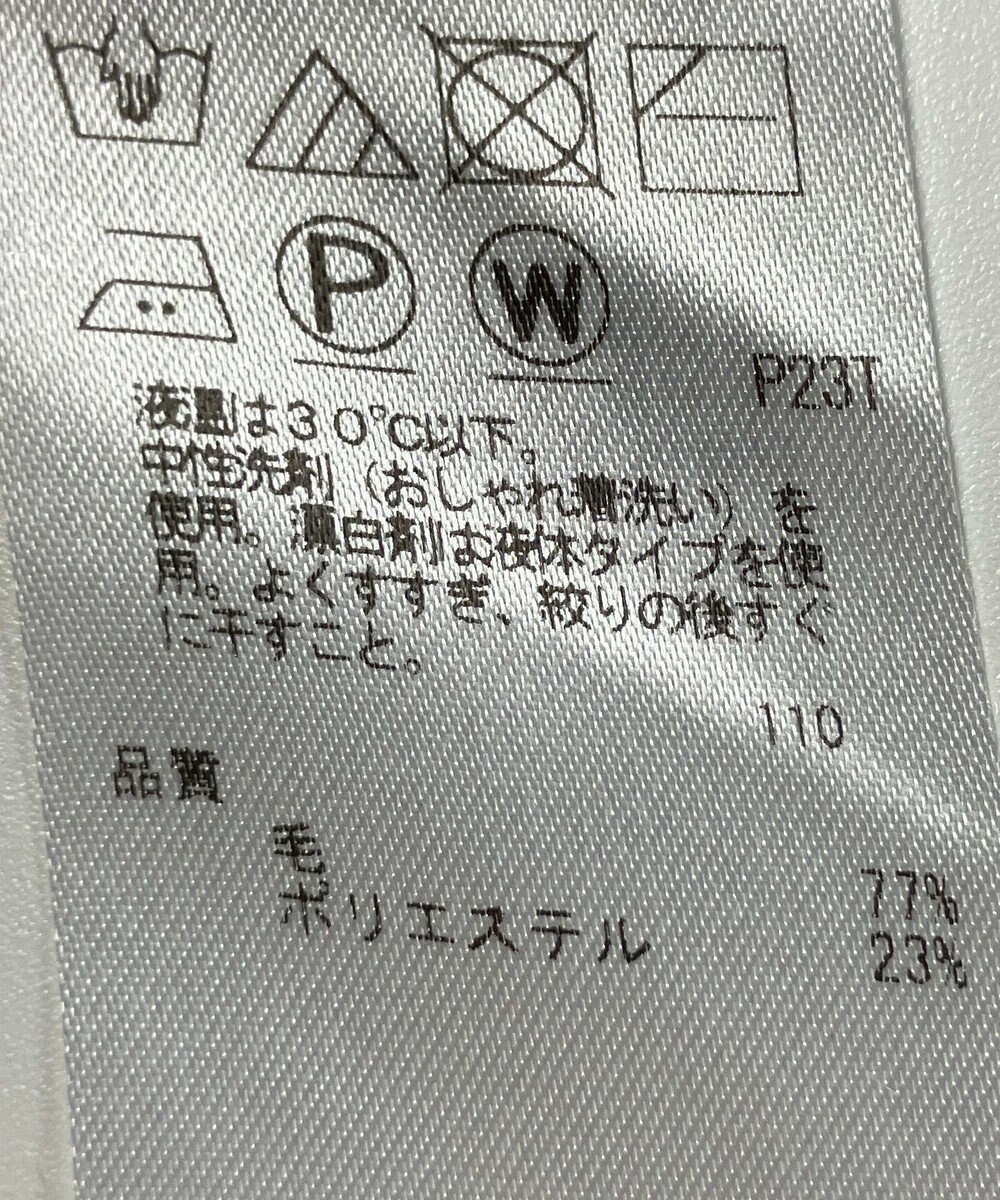 P W
P23T
液温は30℃以下。
中性洗剤(おしゃれ着洗い)を
使用。漂白剤は液体タイプを使
用。よくすすぎ、絞りの後すぐ
に干すこと。
110
品質
毛 77%
ポリエステル 23%